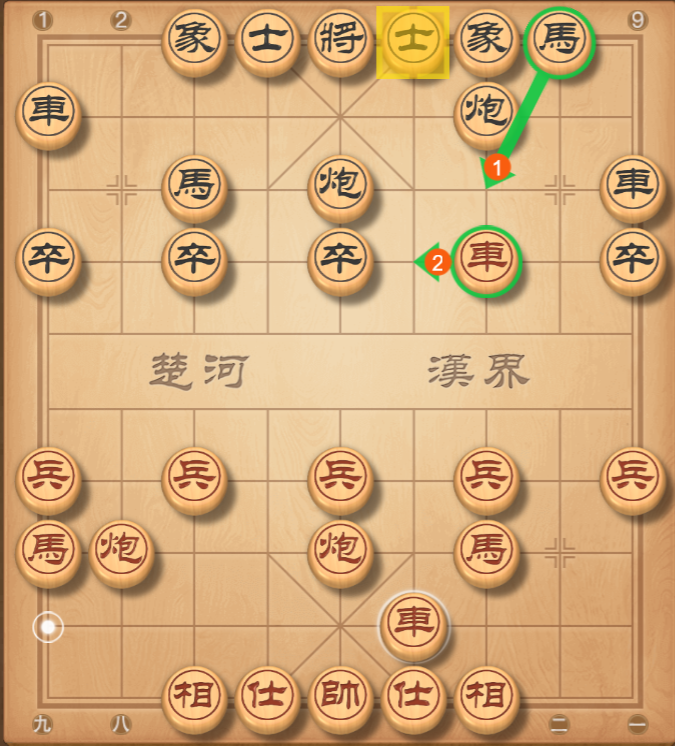 1 2 象 士 將 士 象 馬 9
車 炮
1
馬 炮 車
卒 卒 卒 2 車 卒
楚河 漢界
兵 兵 兵 兵 兵
馬 炮 炮 馬
車
相 仕 帥 仕 相
九 八 二 一